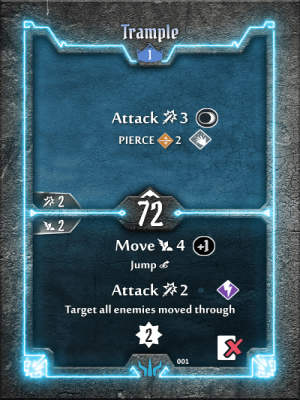 Trample
1
Attack 3
PIERCE 2
2
72
2
Move 4 +1
Jump
Attack 2
Target all enemies moved through
2
001